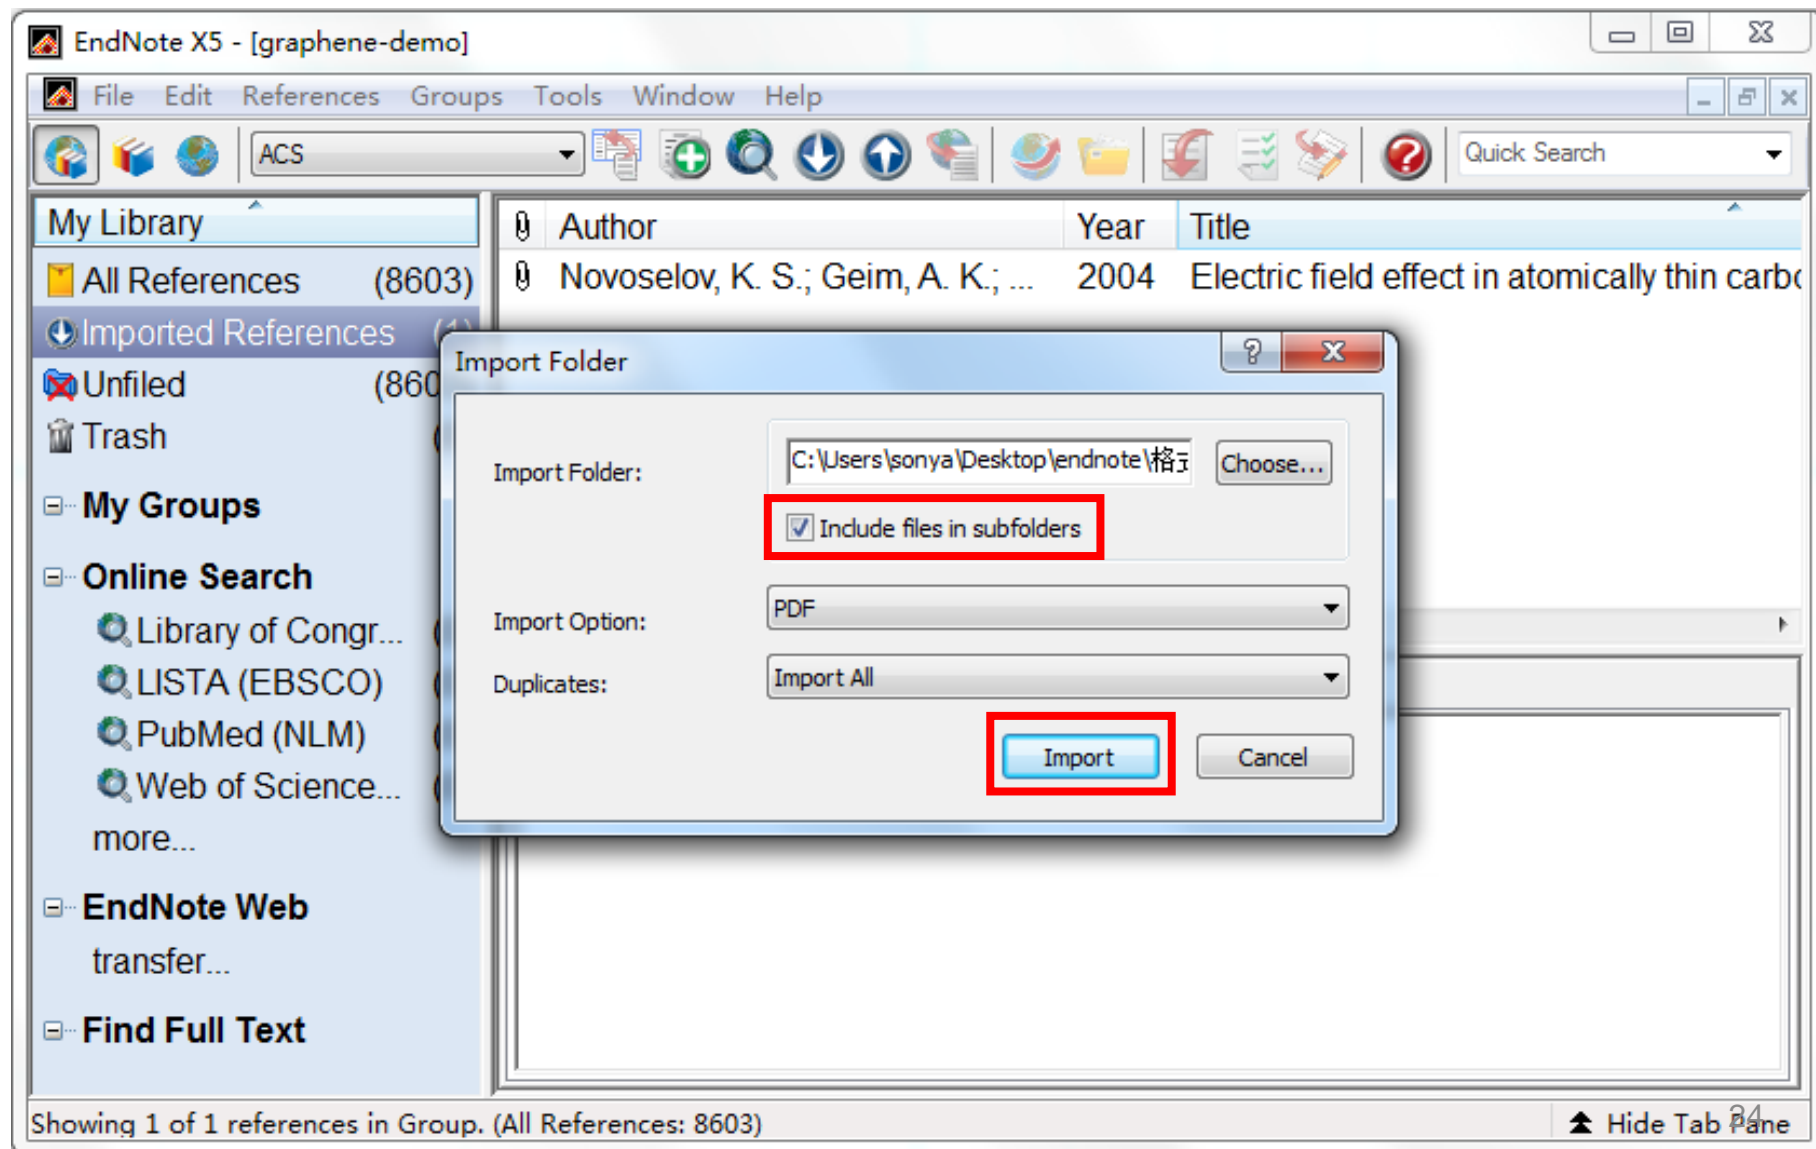 EndNote X5 - [graphene-demo]
File Edit References Groups Tools Window Help
ACS
Quick Search
My Library
Author Year Title
All References (8603)
Novoselov, K. S.; Geim, A. K.; ... 2004 Electric field effect in atomically thin
Imported References
Unfiled
Trash
My Groups
Online Search
Library of Congr...
LISTA (EBSCO)
PubMed (NLM)
Web of Science...
more...
EndNote Web
transfer...
Find Full Text
Import Folder
Import Folder:
C:\Users\sonya\Desktop\endnote\格
Choose...
Include files in subfolders
Import Option:
PDF
Duplicates:
Import All
Import
Cancel
Showing 1 of 1 references in Group. (All References: 8603)
Hide Tab Pane
24